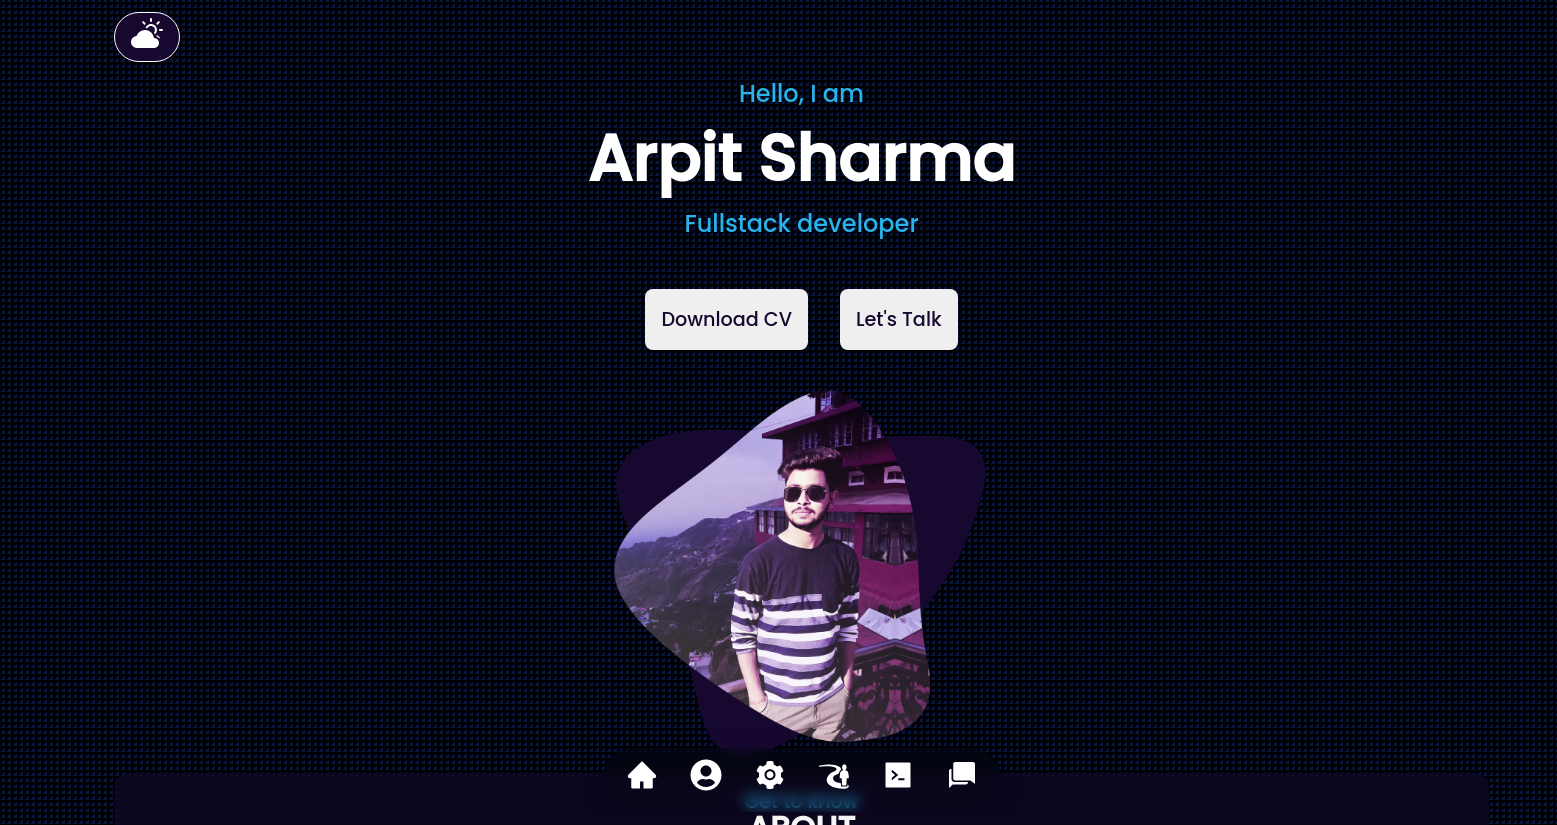 Hello, I am
Arpit Sharma
Fullstack developer
Download CV
Let's Talk
Get to know
ABOUT